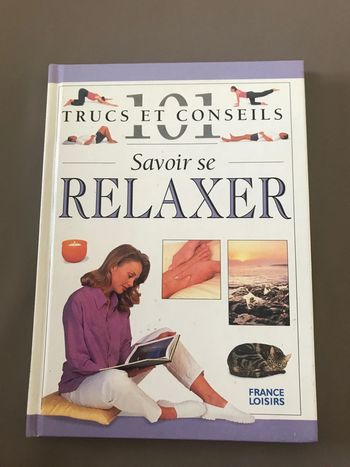 101
TRUCS ET CONSEILS
Savoir se
RELAXER
FRANCE
LOISIRS